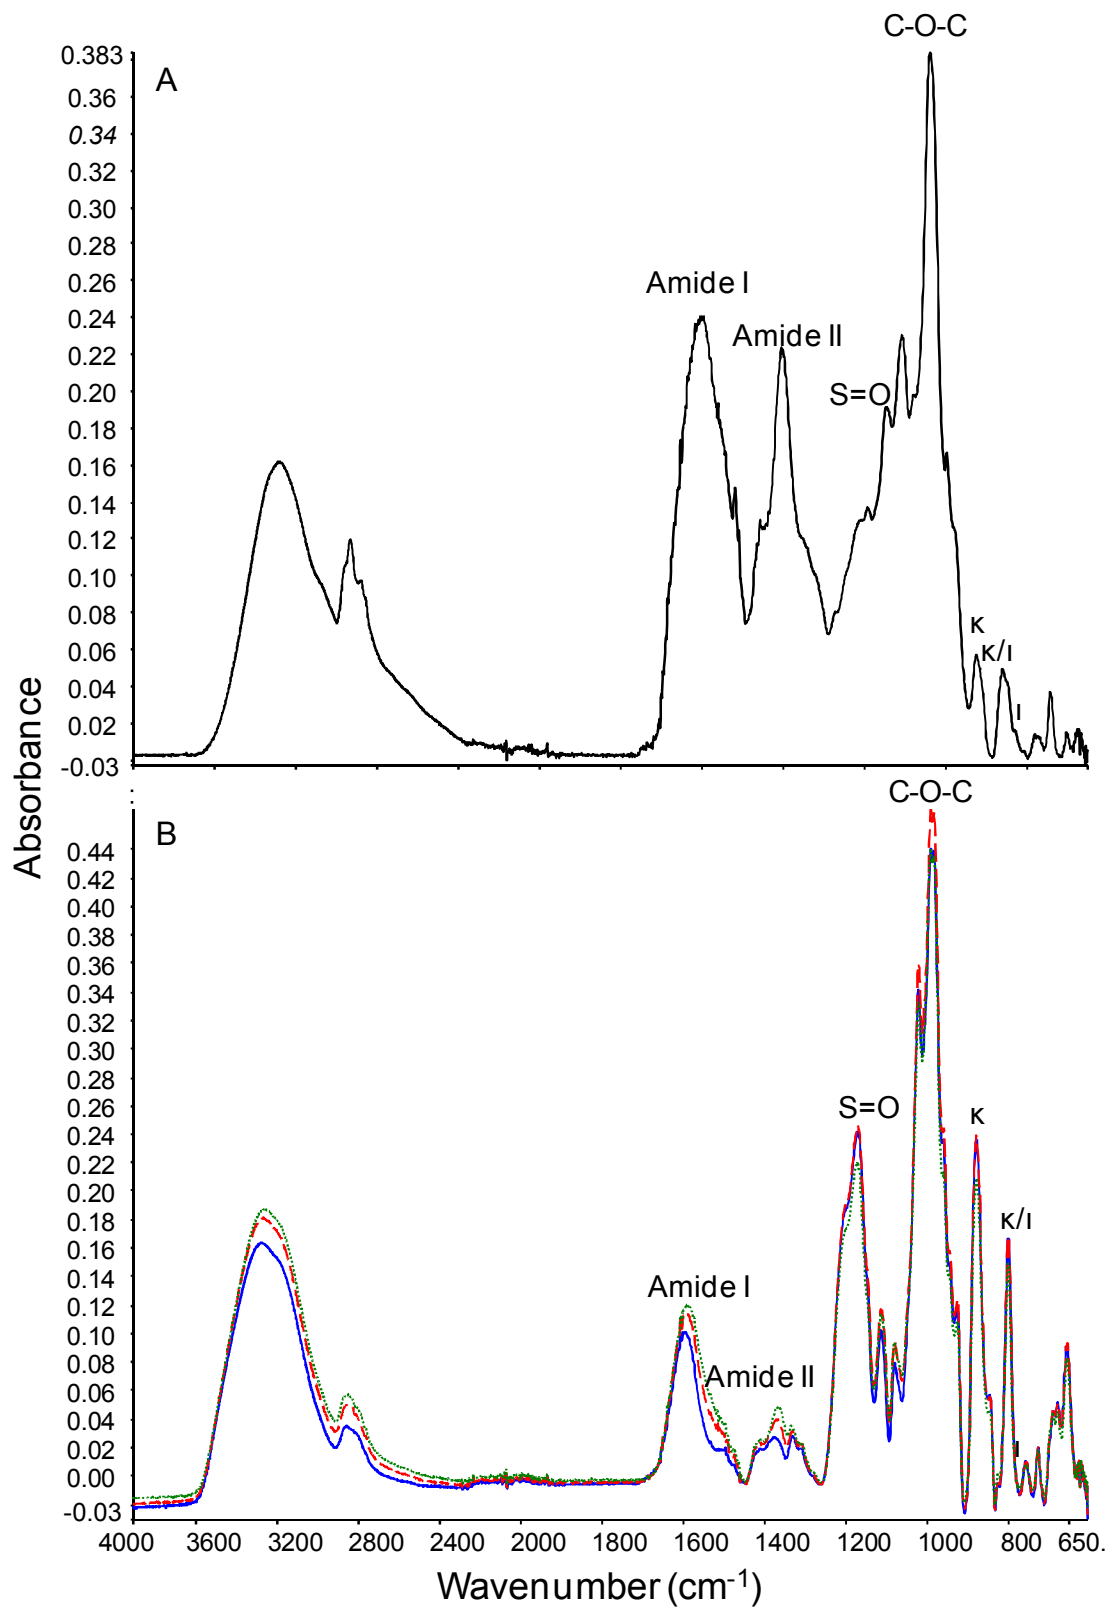 C-O-C
0.383
A
0.36
0.34
0.32
0.30
0.28
0.26
Amide I
0.24
Amide II
0.22
0.20
S=O
0.18
0.16
0.14
0.12
0.10
0.08
κ
0.06
κ/ι
0.04
ι
0.02
-0.03
Absorbance
C-O-C
B
0.44
0.42
0.40
0.38
0.36
0.34
0.32
0.30
0.28
0.26
S=O
κ
0.24
0.22
0.20
κ/ι
0.18
0.16
0.14
Amide I
0.12
0.10
0.08
Amide II
0.06
0.04
ι
0.02
0.00
-0.03
4000 3600 3200 2800 2400 2000 1800 1600 1400 1200 1000 800 650.
Wavenumber (cm-1)